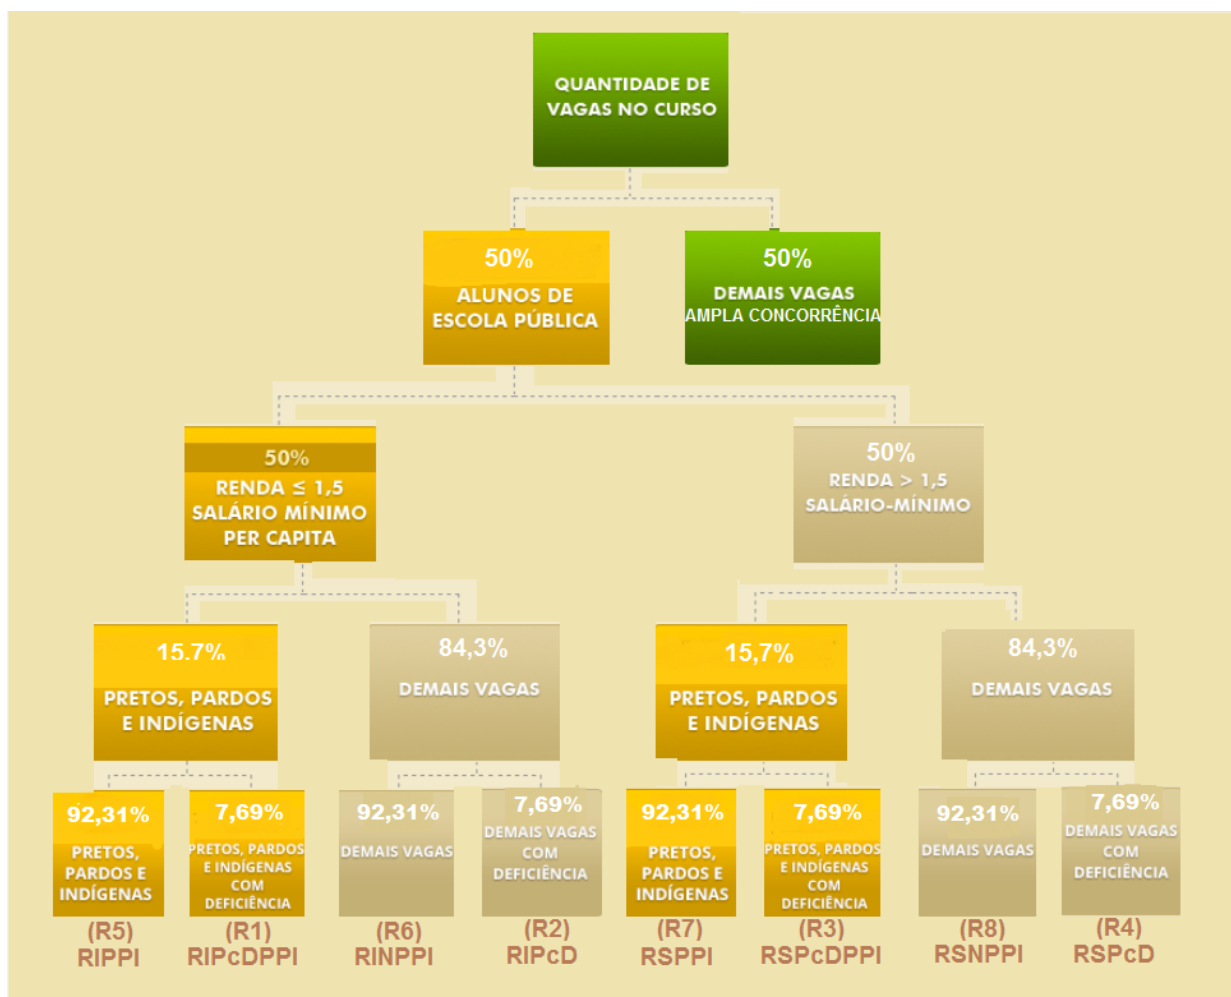 QUANTIDADE DE
VAGAS NO CURSO
50%
ALUNOS DE
ESCOLA PÚBLICA
50%
DEMAIS VAGAS
AMPLA CONCORRÊNCIA
50%
RENDA ≤ 1,5
SALÁRIO MÍNIMO
PER CAPITA
50%
RENDA > 1,5
SALÁRIO-MÍNIMO
15,7%
PRETOS, PARDOS
E INDÍGENAS
84,3%
DEMAIS VAGAS
15,7%
PRETOS, PARDOS
E INDÍGENAS
84,3%
DEMAIS VAGAS
92,31%
PRETOS,
PARDOS E
INDÍGENAS
(R5)
RIPPI
7,69%
PRETOS, PARDOS
E INDÍGENAS
COM
DEFICIÊNCIA
(R1)
RIPcDPPI
92,31%
DEMAIS VAGAS
(R6)
RINPPI
7,69%
DEMAIS VAGAS
COM
DEFICIÊNCIA
(R2)
RIPcD
92,31%
PRETOS,
PARDOS E
INDÍGENAS
(R7)
RSPPI
7,69%
PRETOS, PARDOS
E INDÍGENAS
COM
DEFICIÊNCIA
(R3)
RSPcDPPI
92,31%
DEMAIS VAGAS
(R8)
RSNPPI
7,69%
DEMAIS VAGAS
COM
DEFICIÊNCIA
(R4)
RSPcD